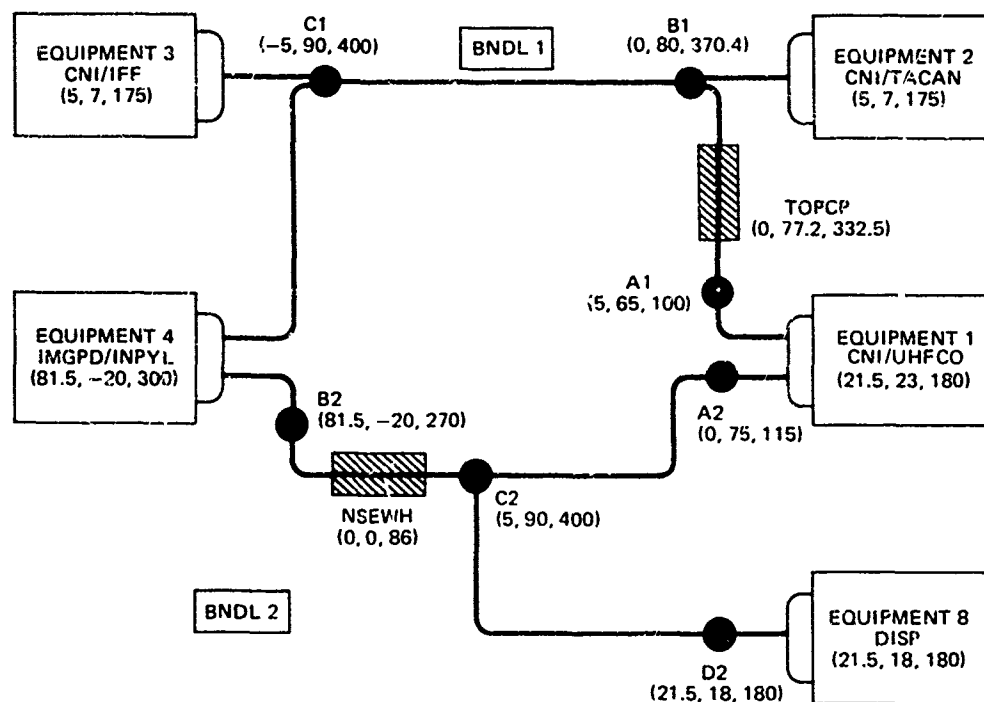 C1
(−5, 90, 400)
BNDL 1
B1
(0, 80, 370.4)
EQUIPMENT 3
CNI/IFF
(5, 7, 175)
EQUIPMENT 2
CNI/TACAN
(5, 7, 175)
TOPCP
(0, 77.2, 332.5)
A1
(5, 65, 100)
EQUIPMENT 4
IMGPD/INPYL
(81.5, −20, 300)
EQUIPMENT 1
CNI/UHFCO
(21.5, 23, 180)
B2
(81.5, −20, 270)
A2
(0, 75, 115)
NSEWH
(0, 0, 86)
C2
(5, 90, 400)
BNDL 2
EQUIPMENT 8
DISP
(21.5, 18, 180)
D2
(21.5, 18, 180)